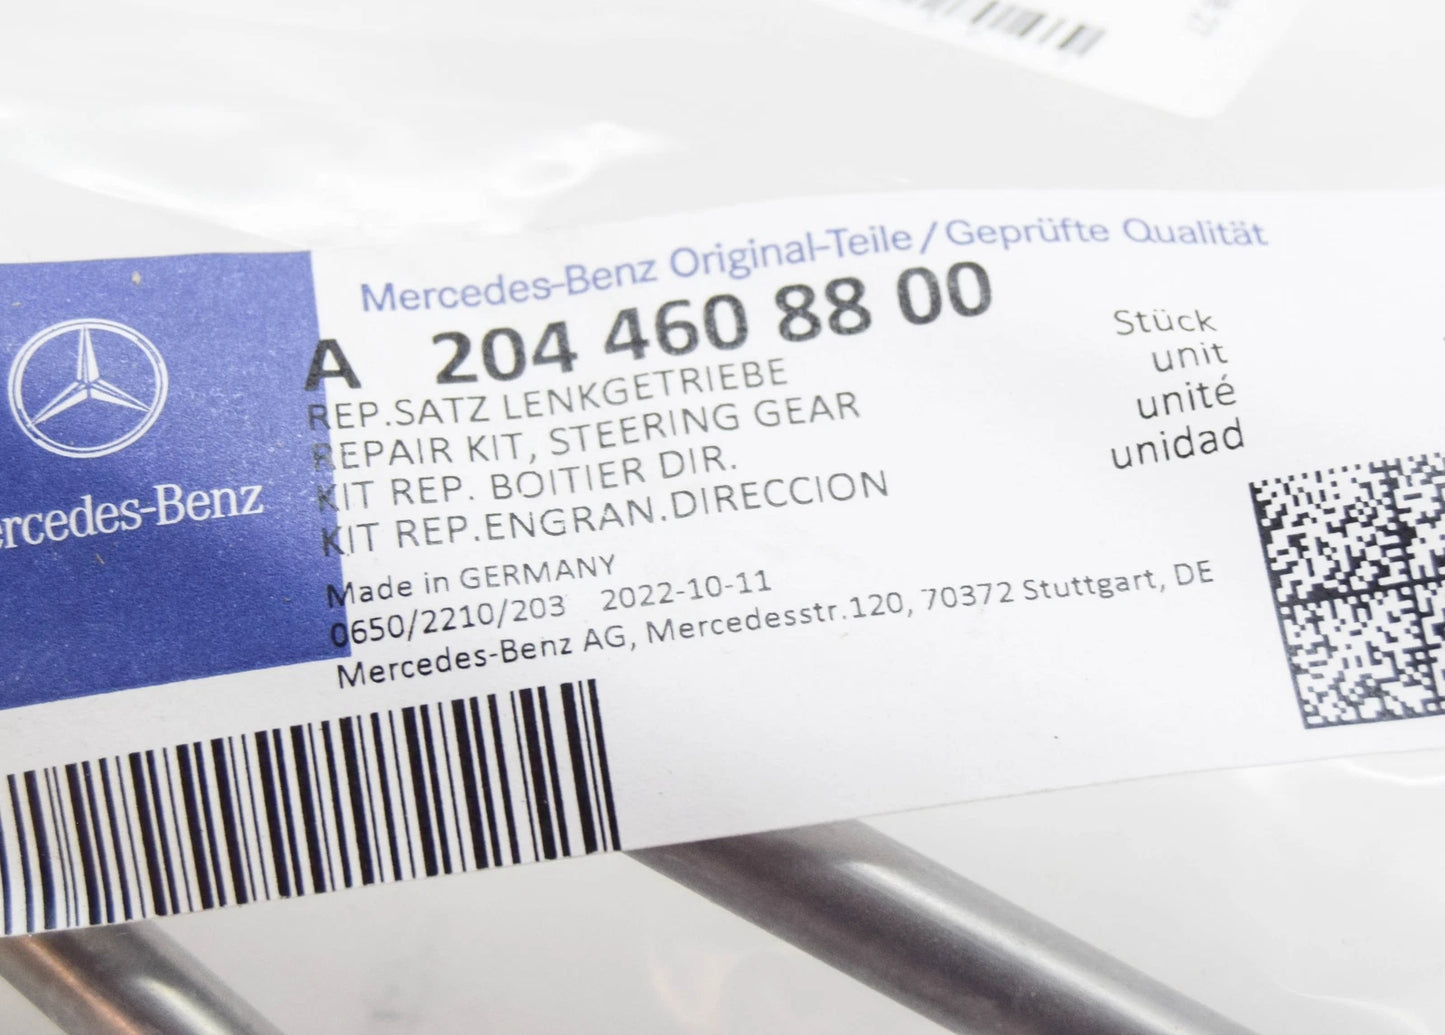 Mercedes-Benz Original-Teile / Geprüfte Qualität
A 204 460 88 00
REP.SATZ LENKGETRIEBE
REPAIR KIT, STEERING GEAR
KIT REP. BOITIER DIR.
KIT REP.ENGRAN.DIRECCION
Stück
unit
unité
unidad
Made in GERMANY
0650/2210/203 2022-10-11
Mercedes-Benz AG, Mercedesstr.120, 70372 Stuttgart, DE
ercedes-Benz